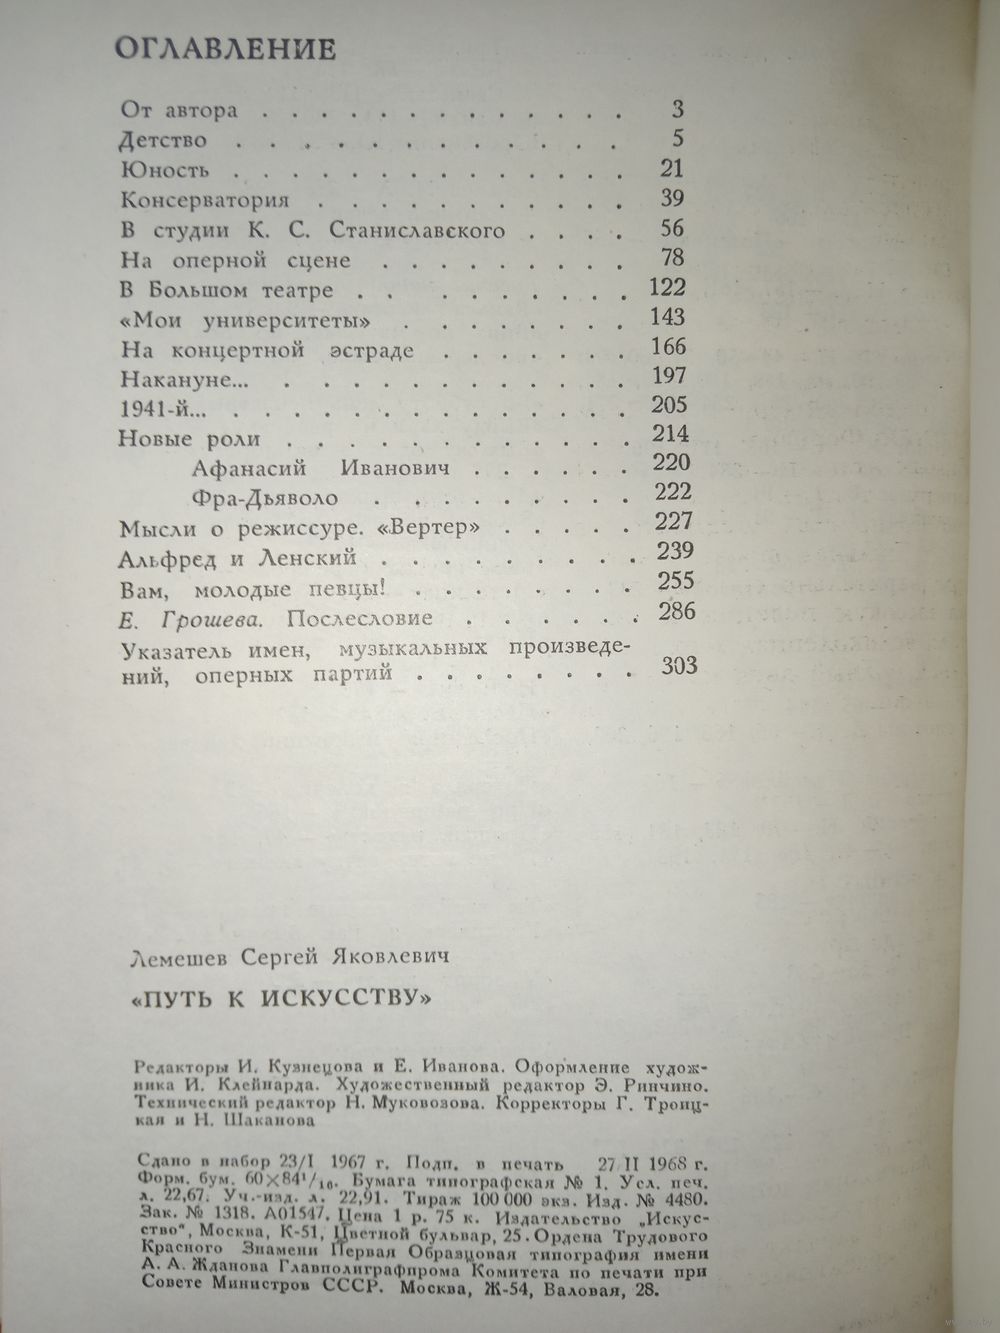 ОГЛАВЛЕНИЕ
От автора . . . . . . . . . . . . . 3
Детство . . . . . . . . . . . . . 5
Юность . . . . . . . . . . . . . . 21
Консерватория . . . . . . . . . . . 39
В студии К. С. Станиславского . . . . 56
На оперной сцене . . . . . . . . . 78
В Большом театре . . . . . . . . . 122
«Мои университеты» . . . . . . . . 143
На концертной эстраде . . . . . . . 166
Накануне... . . . . . . . . . . . . 197
1941-й... . . . . . . . . . . . . . . 205
Новые роли . . . . . . . . . . . . 214
Афанасий Иванович . . . . . . 220
Фра-Дьяволо . . . . . . . . . 222
Мысли о режиссуре. «Вертер» . . . . . 227
Альфред и Ленский . . . . . . . . . 239
Вам, молодые певцы! . . . . . . . . 255
Е. Грошева. Послесловие . . . . . . 286
Указатель имен, музыкальных произведе-
ний, оперных партий . . . . . . . . 303
Лемешев Сергей Яковлевич
«ПУТЬ К ИСКУССТВУ»
Редакторы И. Кузнецова и Е. Иванова. Оформление худож-
ника И. Клейнарда. Художественный редактор Э. Ринчино.
Технический редактор Н. Муковозова. Корректоры Г. Троиц-
кая и Н. Шаканова
Сдано в набор 23/I 1967 г. Подп. в печать 27 II 1968 г.
Форм. бум. 60×84¹/₁₆. Бумага типографская № 1. Усл. печ.
л. 22,67. Уч.-изд. л. 22,91. Тираж 100 000 экз. Изд. № 4480.
Зак. № 1318. А01547. Цена 1 р. 75 к. Издательство „Искус-
ство", Москва, К-51, Цветной бульвар, 25. Ордена Трудового
Красного Знамени Первая Образцовая типография имени
А. А. Жданова Главполиграфпрома Комитета по печати при
Совете Министров СССР. Москва, Ж-54, Валовая, 28.